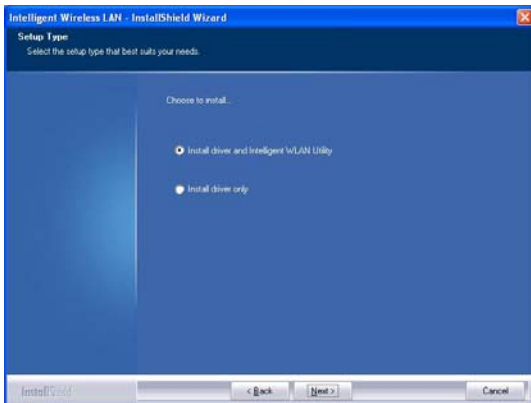 Intelligent Wireless LAN - InstallShield Wizard
Setup Type
Select the setup type that best suits your needs.
Choose to install...
Install driver and Intelligent WLAN Utility
Install driver only
InstallShield
< Back
Next >
Cancel